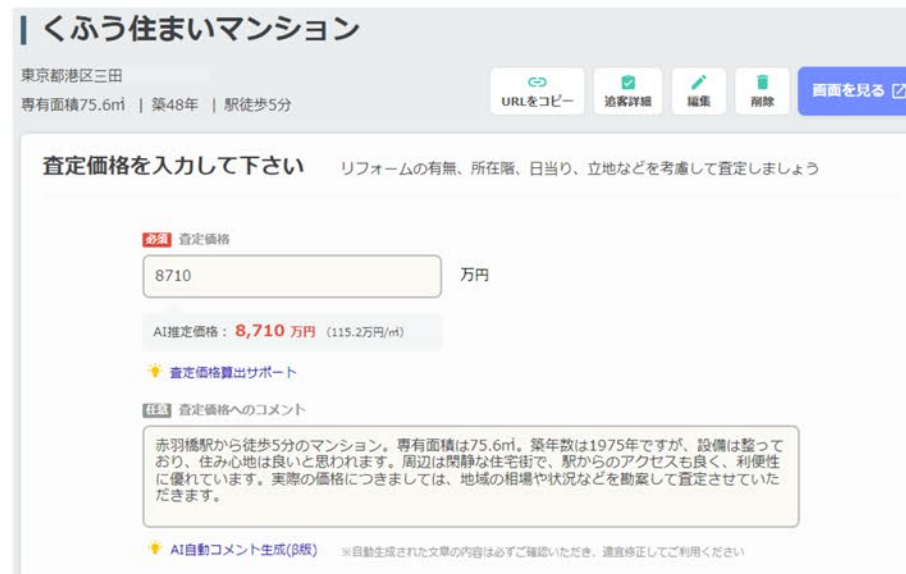 くふう住まいマンション
東京都港区三田
専有面積75.6㎡ | 築48年 | 駅徒歩5分
URLをコピー
追客詳細
編集
削除
画面を見る
査定価格を入力して下さい
リフォームの有無、所在階、日当り、立地などを考慮して査定しましょう
必須 査定価格
8710
万円
AI推定価格：8,710 万円 （115.2万円/㎡）
査定価格算出サポート
任意 査定価格へのコメント
赤羽橋駅から徒歩5分のマンション。専有面積は75.6㎡。築年数は1975年ですが、設備は整って
おり、住み心地は良いと思われます。周辺は閑静な住宅街で、駅からのアクセスも良く、利便性
に優れています。実際の価格につきましては、地域の相場や状況などを勘案して査定させていた
だきます。
AI自動コメント生成(β版)
※自動生成された文章の内容は必ずご確認いただき、適宜修正してご利用ください